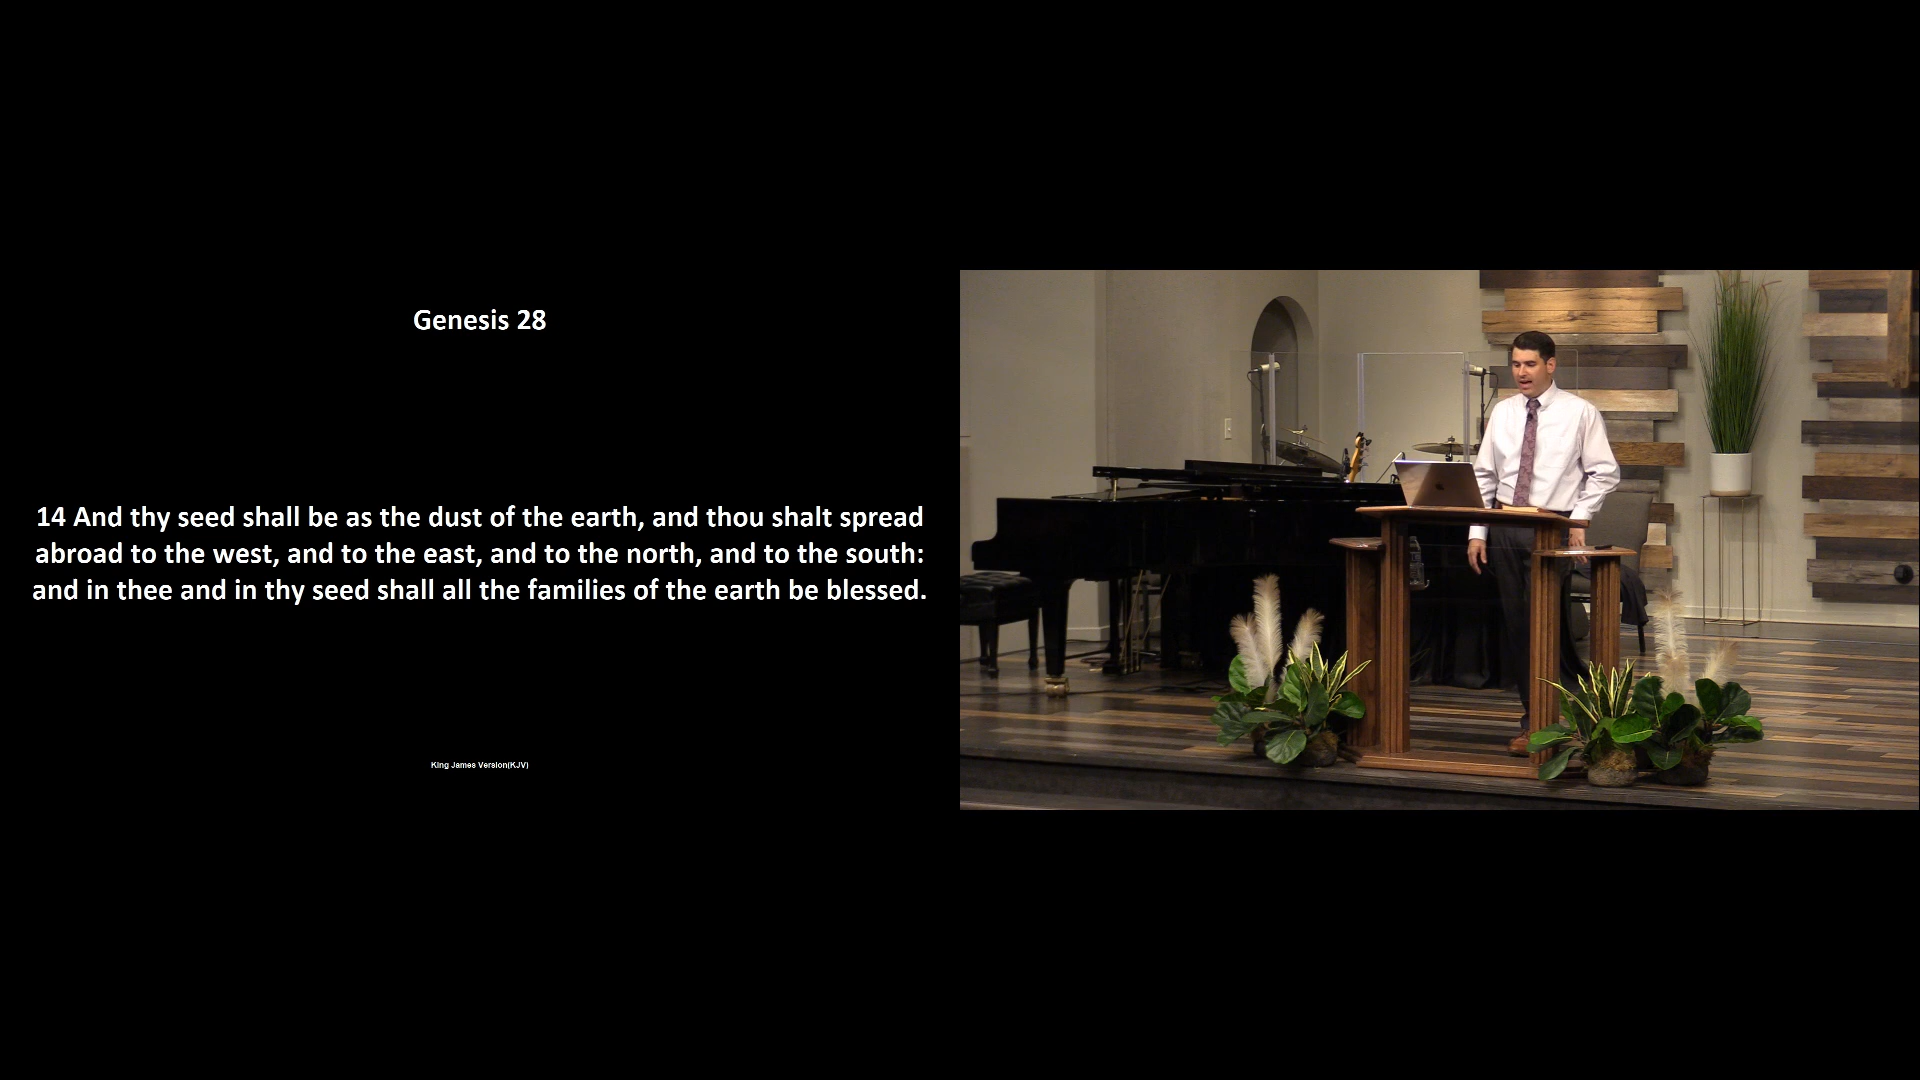 Genesis 28
14 And thy seed shall be as the dust of the earth, and thou shalt spread
abroad to the west, and to the east, and to the north, and to the south:
and in thee and in thy seed shall all the families of the earth be blessed.
King James Version(KJV)